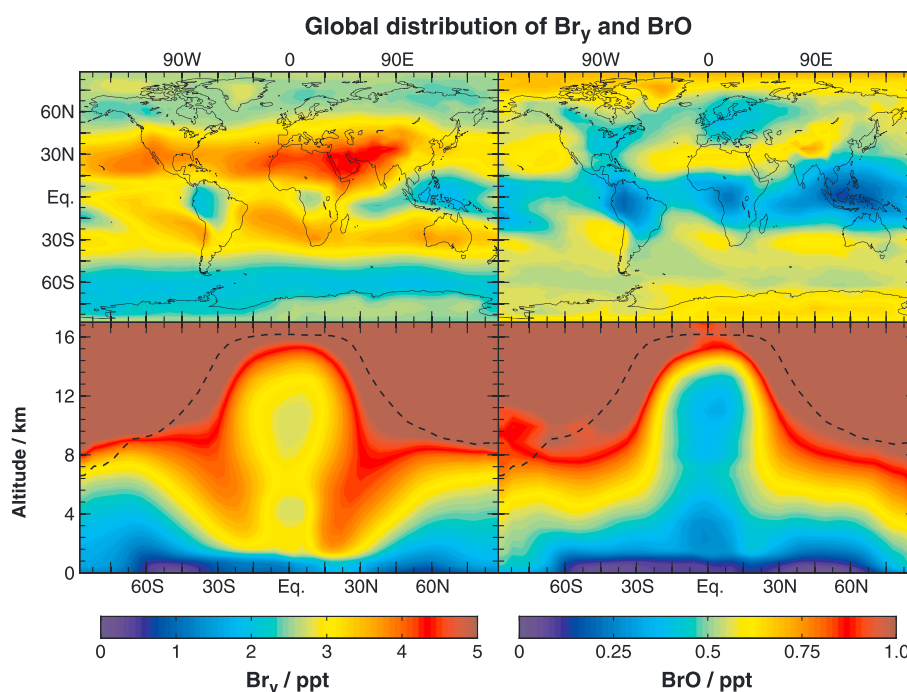 Global distribution of Bry and BrO
90W 0 90E 90W 0 90E
60N
30N
Eq.
30S
60S
16
12
8
4
0
Altitude / km
60S 30S Eq. 30N 60N 60S 30S Eq. 30N 60N
0 1 2 3 4 5 0 0.25 0.50 0.75 1.0
Bry / ppt BrO / ppt